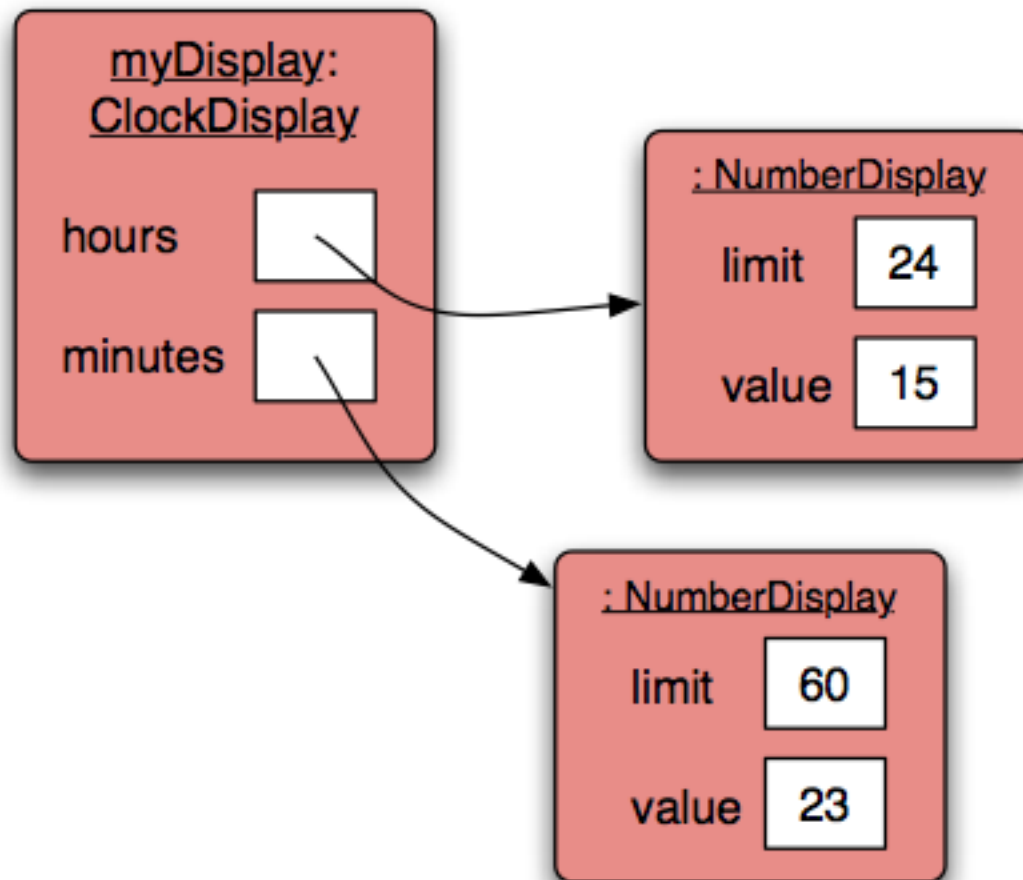 myDisplay:
ClockDisplay
hours
minutes
: NumberDisplay
limit 24
value 15
: NumberDisplay
limit 60
value 23